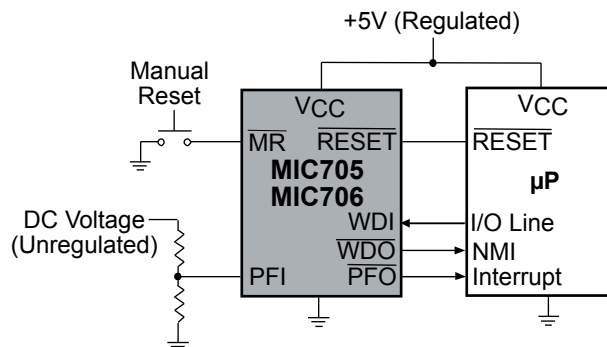 +5V (Regulated)
Manual
Reset
VCC
VCC
MR
RESET
RESET
MIC705
MIC706
µP
DC Voltage
(Unregulated)
WDI
I/O Line
WDO
NMI
PFI
PFO
Interrupt